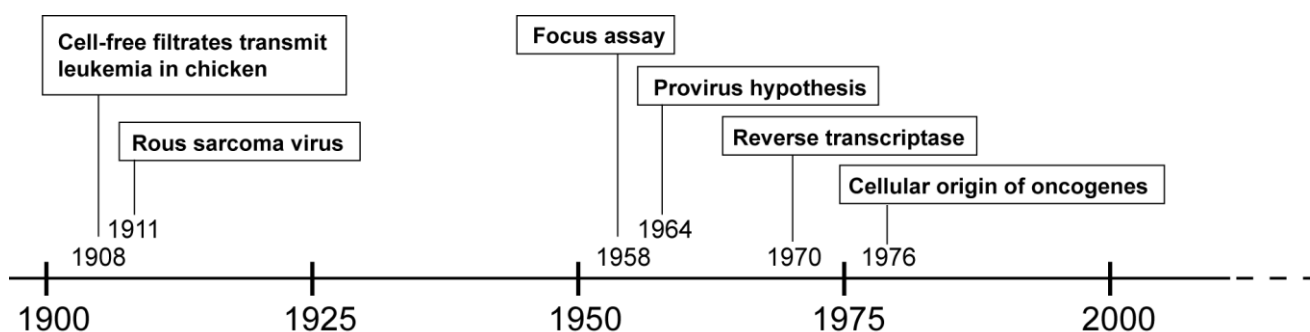 Cell-free filtrates transmit
leukemia in chicken
Rous sarcoma virus
Focus assay
Provirus hypothesis
Reverse transcriptase
Cellular origin of oncogenes
1908
1911
1958
1964
1970
1976
1900
1925
1950
1975
2000